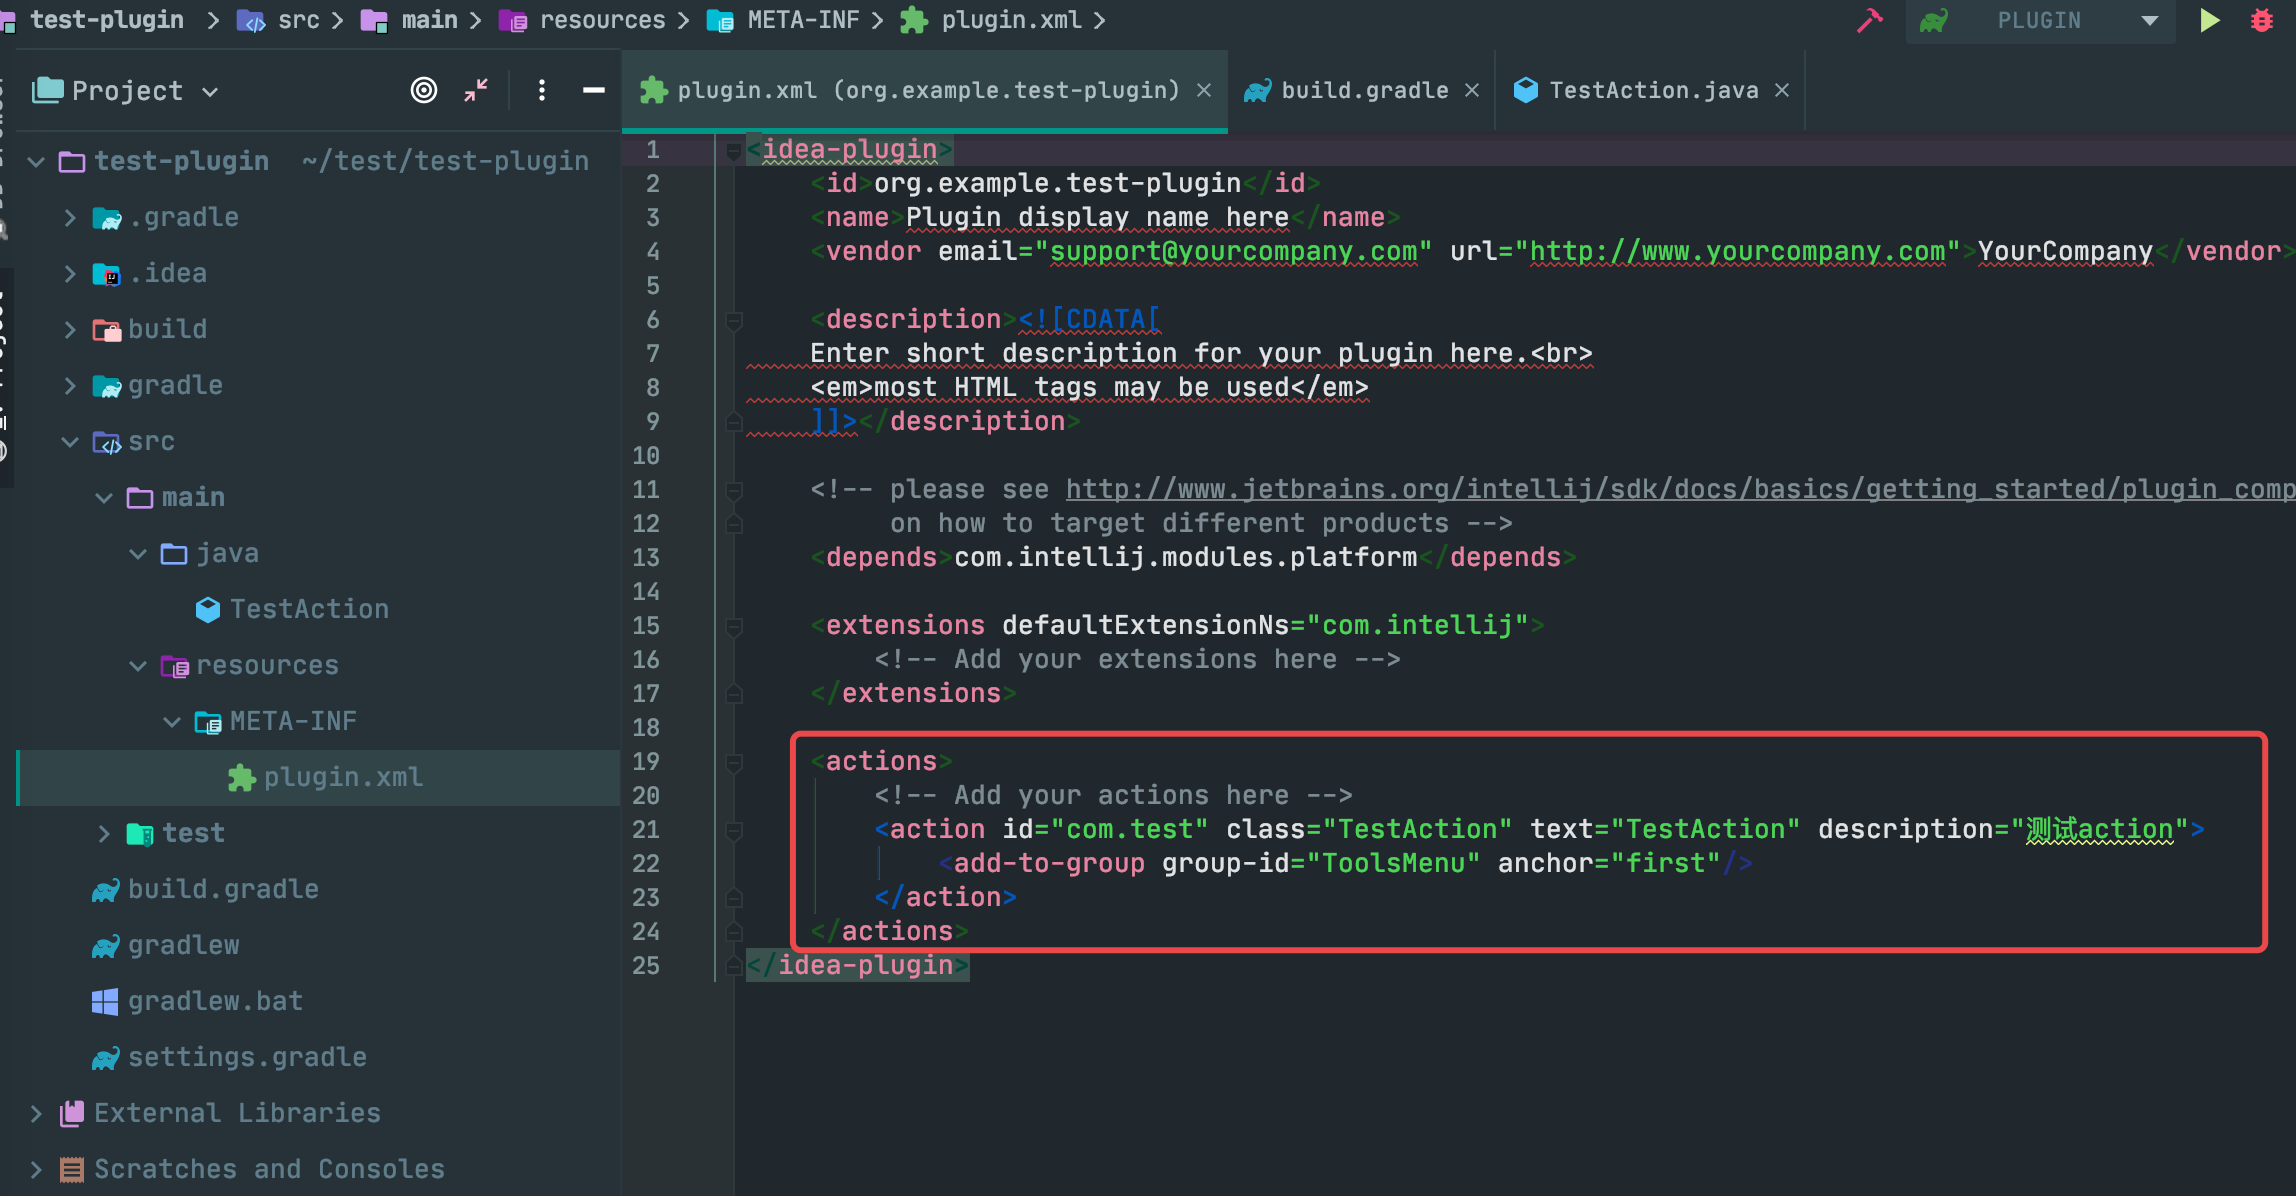 test-plugin > src > main > resources > META-INF > plugin.xml >
PLUGIN
Project
plugin.xml (org.example.test-plugin)
build.gradle
TestAction.java
test-plugin ~/test/test-plugin
.gradle
.idea
build
gradle
src
main
java
TestAction
resources
META-INF
plugin.xml
test
build.gradle
gradlew
gradlew.bat
settings.gradle
External Libraries
Scratches and Consoles
1 <idea-plugin>
2 <id>org.example.test-plugin</id>
3 <name>Plugin display name here</name>
4 <vendor email="support@yourcompany.com" url="http://www.yourcompany.com">YourCompany</vendor>
5
6 <description><![CDATA[
7 Enter short description for your plugin here.<br>
8 <em>most HTML tags may be used</em>
9 ]]></description>
10
11 <!-- please see http://www.jetbrains.org/intellij/sdk/docs/basics/getting_started/plugin_comp
12 on how to target different products -->
13 <depends>com.intellij.modules.platform</depends>
14
15 <extensions defaultExtensionNs="com.intellij">
16 <!-- Add your extensions here -->
17 </extensions>
18
19 <actions>
20 <!-- Add your actions here -->
21 <action id="com.test" class="TestAction" text="TestAction" description="测试action">
22 <add-to-group group-id="ToolsMenu" anchor="first"/>
23 </action>
24 </actions>
25 </idea-plugin>